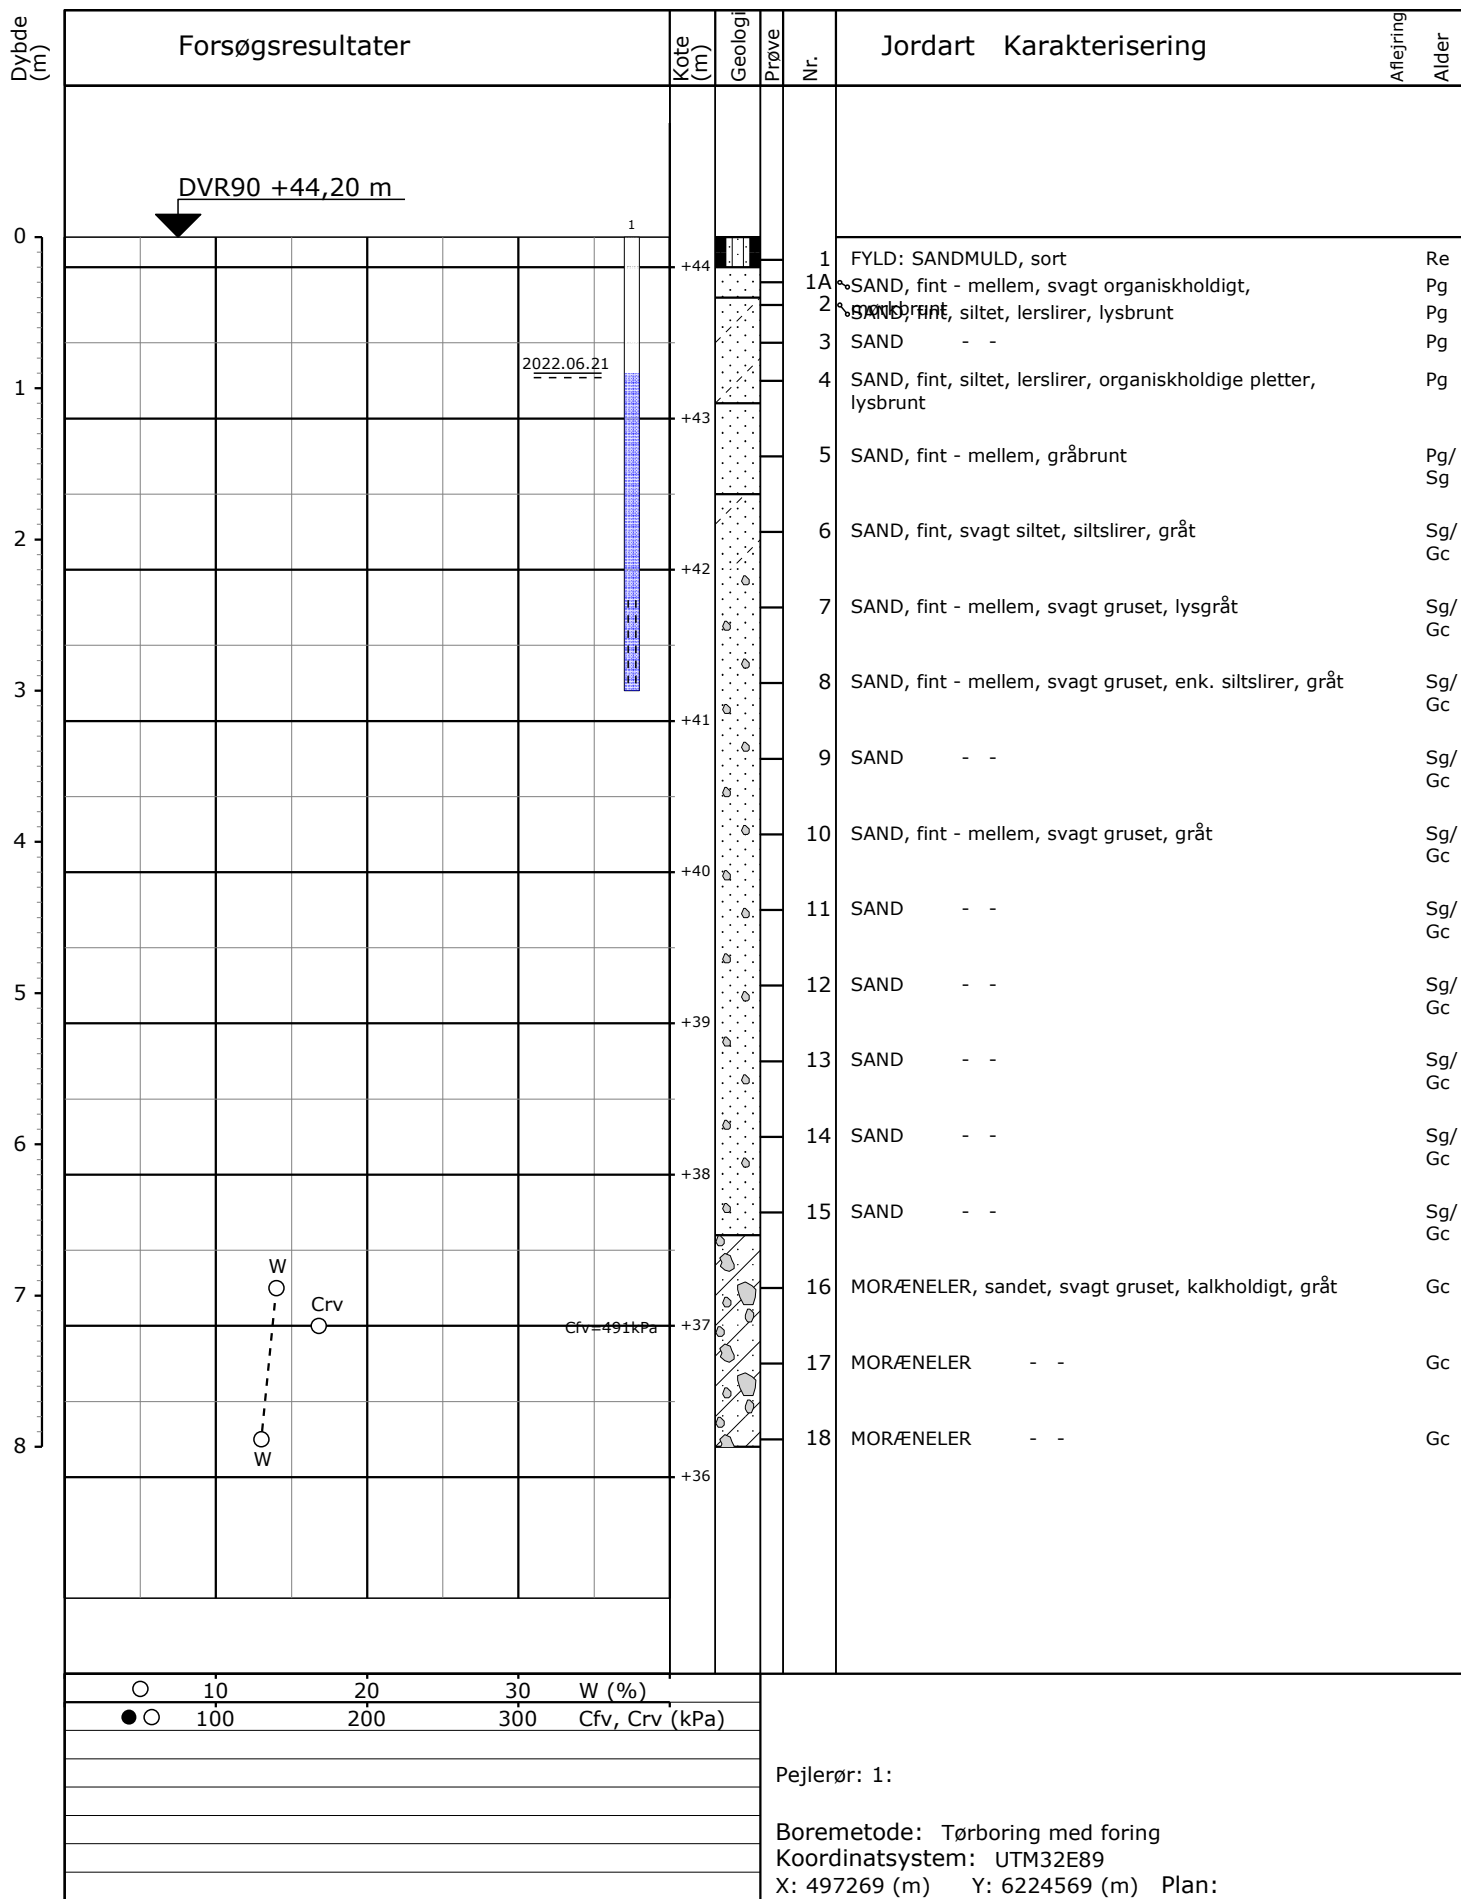 Dybde (m)
Forsøgsresultater
Kote (m)
Geologi
Prøve
Nr.
Jordart Karakterisering
Aflejring
Alder
DVR90 +44,20 m
1
0
1
2
3
4
5
6
7
8
2022.06.21
W
Crv
Cfv=491kPa
W
+44
+43
+42
+41
+40
+39
+38
+37
+36
1 FYLD: SANDMULD, sort Re
1A SAND, fint - mellem, svagt organiskholdigt, Pg
mørkbrunt
2 SAND, fint, siltet, lerslirer, lysbrunt Pg
3 SAND - - Pg
4 SAND, fint, siltet, lerslirer, organiskholdige pletter, Pg
lysbrunt
5 SAND, fint - mellem, gråbrunt Pg/
Sg
6 SAND, fint, svagt siltet, siltslirer, gråt Sg/
Gc
7 SAND, fint - mellem, svagt gruset, lysgråt Sg/
Gc
8 SAND, fint - mellem, svagt gruset, enk. siltslirer, gråt Sg/
Gc
9 SAND - - Sg/
Gc
10 SAND, fint - mellem, svagt gruset, gråt Sg/
Gc
11 SAND - - Sg/
Gc
12 SAND - - Sg/
Gc
13 SAND - - Sg/
Gc
14 SAND - - Sg/
Gc
15 SAND - - Sg/
Gc
16 MORÆNELER, sandet, svagt gruset, kalkholdigt, gråt Gc
17 MORÆNELER - - Gc
18 MORÆNELER - - Gc
10 20 30 W (%)
100 200 300 Cfv, Crv (kPa)
Pejlerør: 1:
Boremetode: Tørboring med foring
Koordinatsystem: UTM32E89
X: 497269 (m) Y: 6224569 (m) Plan: